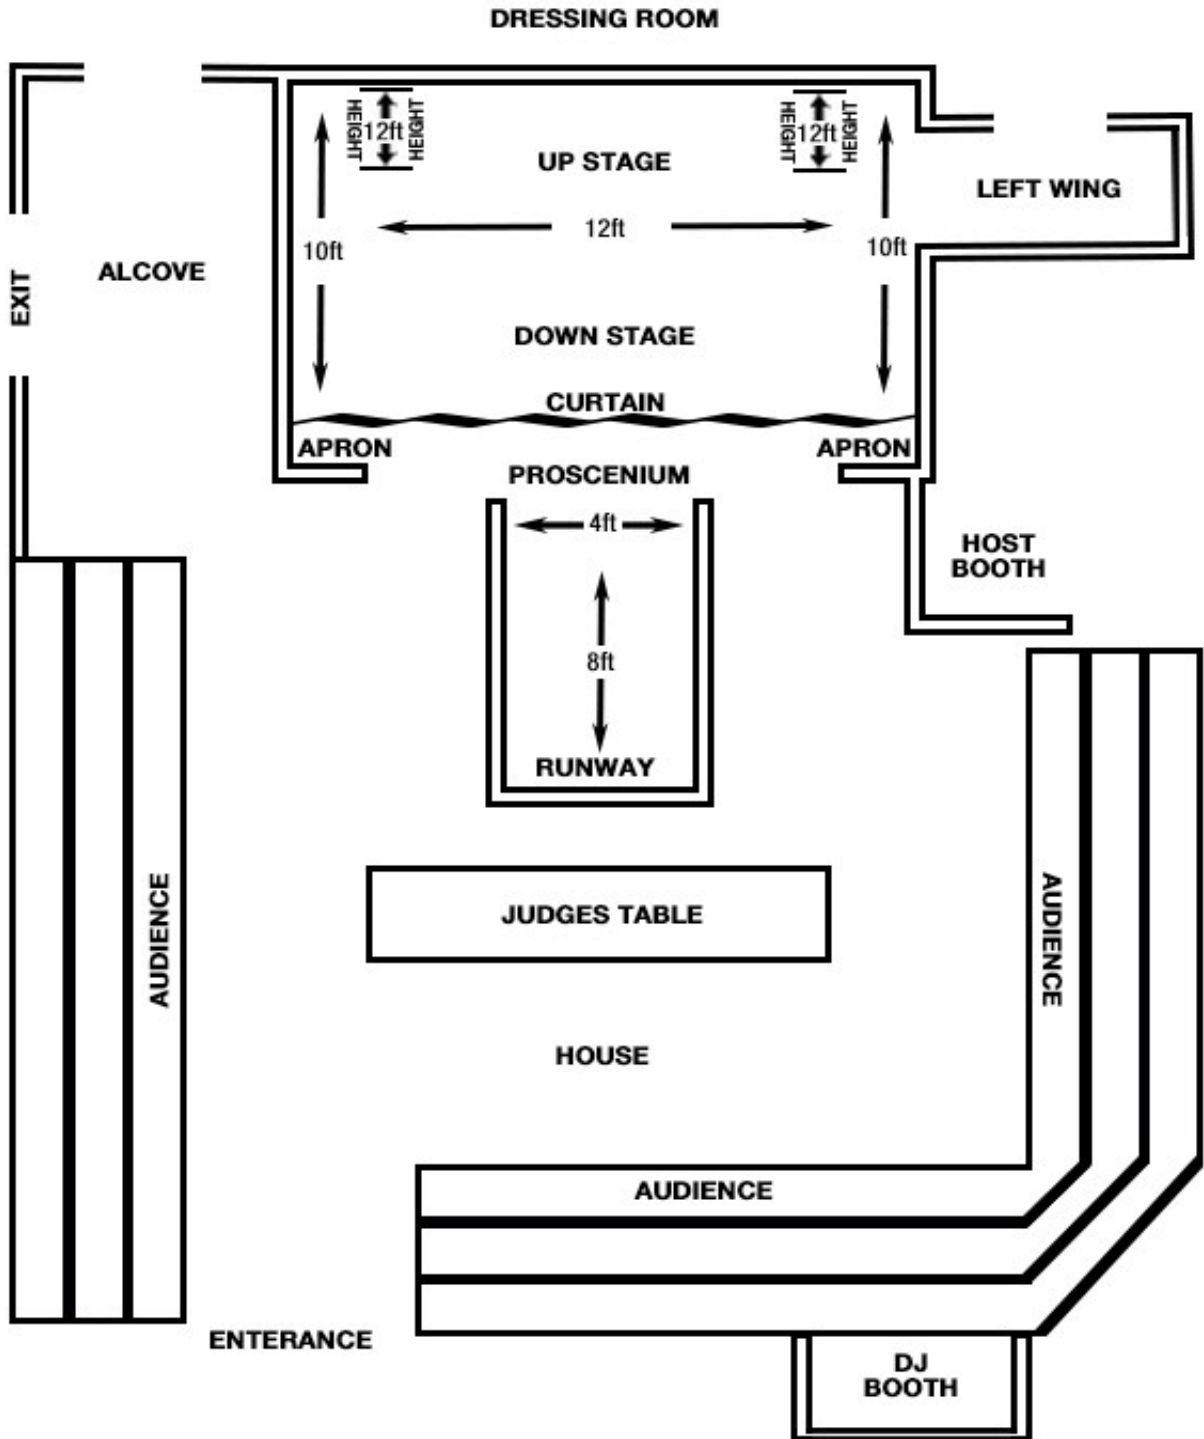 DRESSING ROOM
HEIGHT
12ft
HEIGHT
HEIGHT
12ft
HEIGHT
UP STAGE
LEFT WING
12ft
10ft
10ft
ALCOVE
EXIT
DOWN STAGE
CURTAIN
APRON
APRON
PROSCENIUM
4ft
HOST
BOOTH
8ft
RUNWAY
AUDIENCE
JUDGES TABLE
AUDIENCE
HOUSE
AUDIENCE
ENTERANCE
DJ
BOOTH